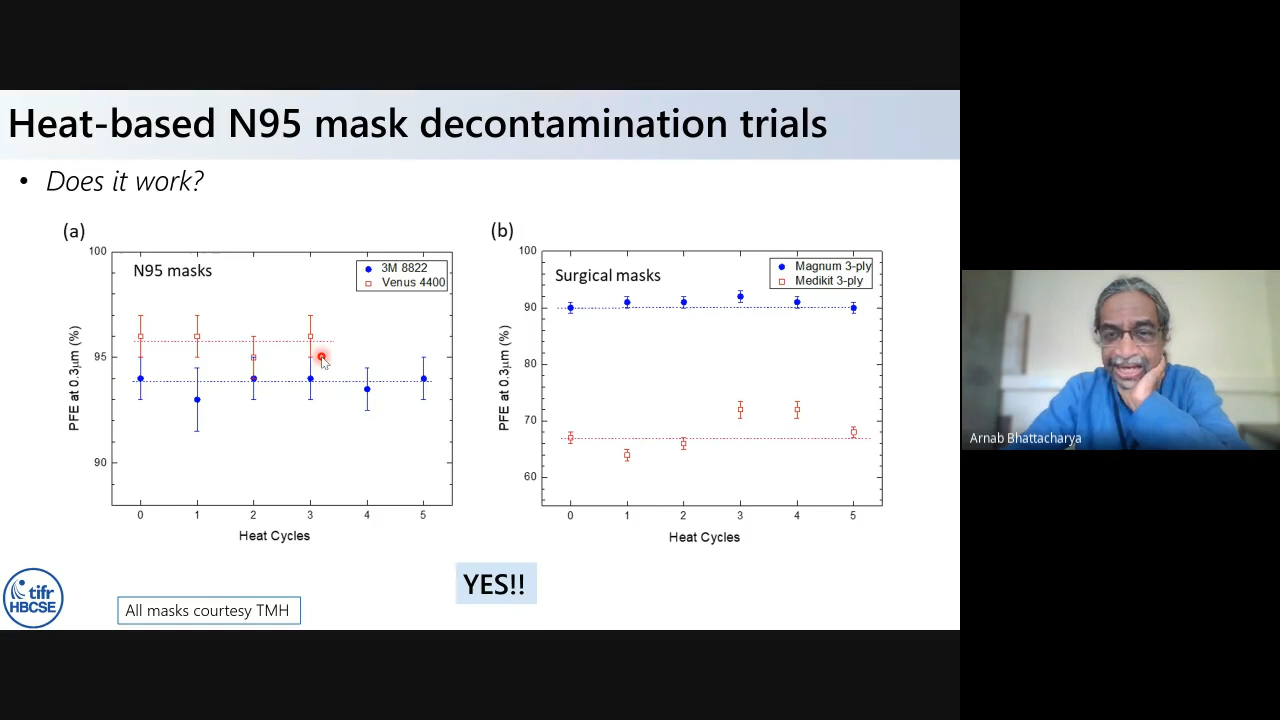 Heat-based N95 mask decontamination trials
• Does it work?
(a)
100
95
90
PFE at 0.3μm (%)
N95 masks
3M 8822
Venus 4400
0 1 2 3 4 5
Heat Cycles
(b)
100
90
80
70
60
PFE at 0.3μm (%)
Surgical masks
Magnum 3-ply
Medikit 3-ply
0 1 2 3 4 5
Heat Cycles
YES!!
tifr
HBCSE
All masks courtesy TMH
Arnab Bhattacharya